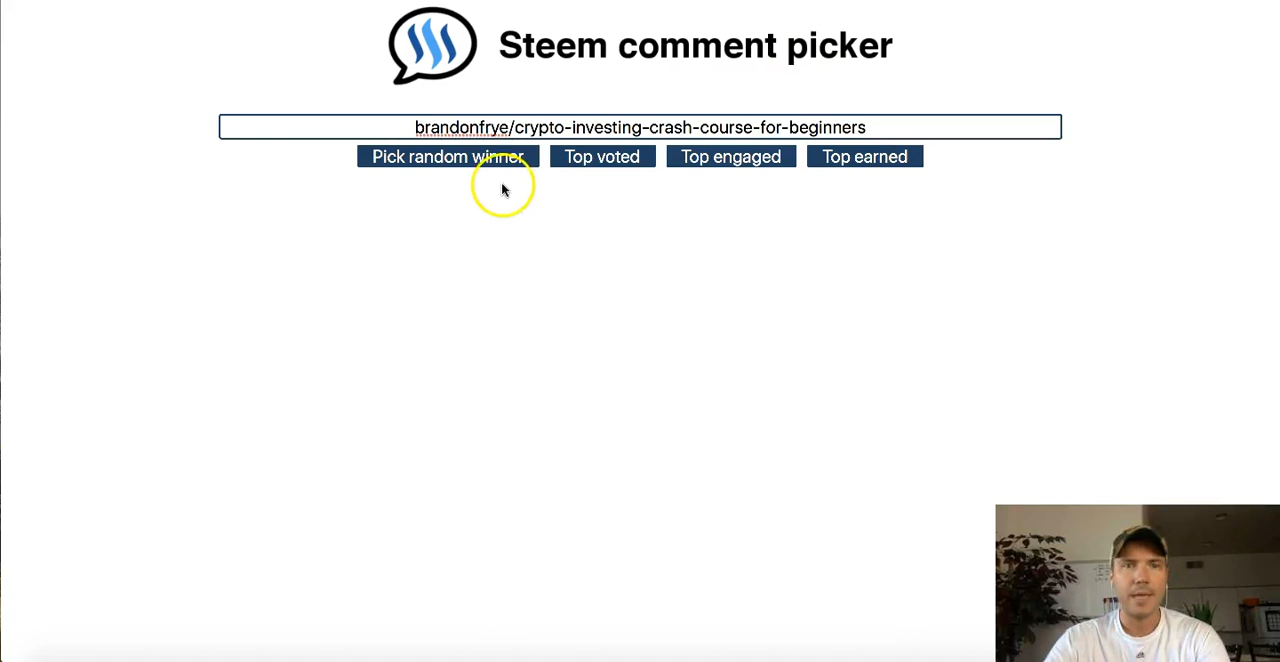 Steem comment picker
brandonfrye/crypto-investing-crash-course-for-beginners
Pick random winner Top voted Top engaged Top earned